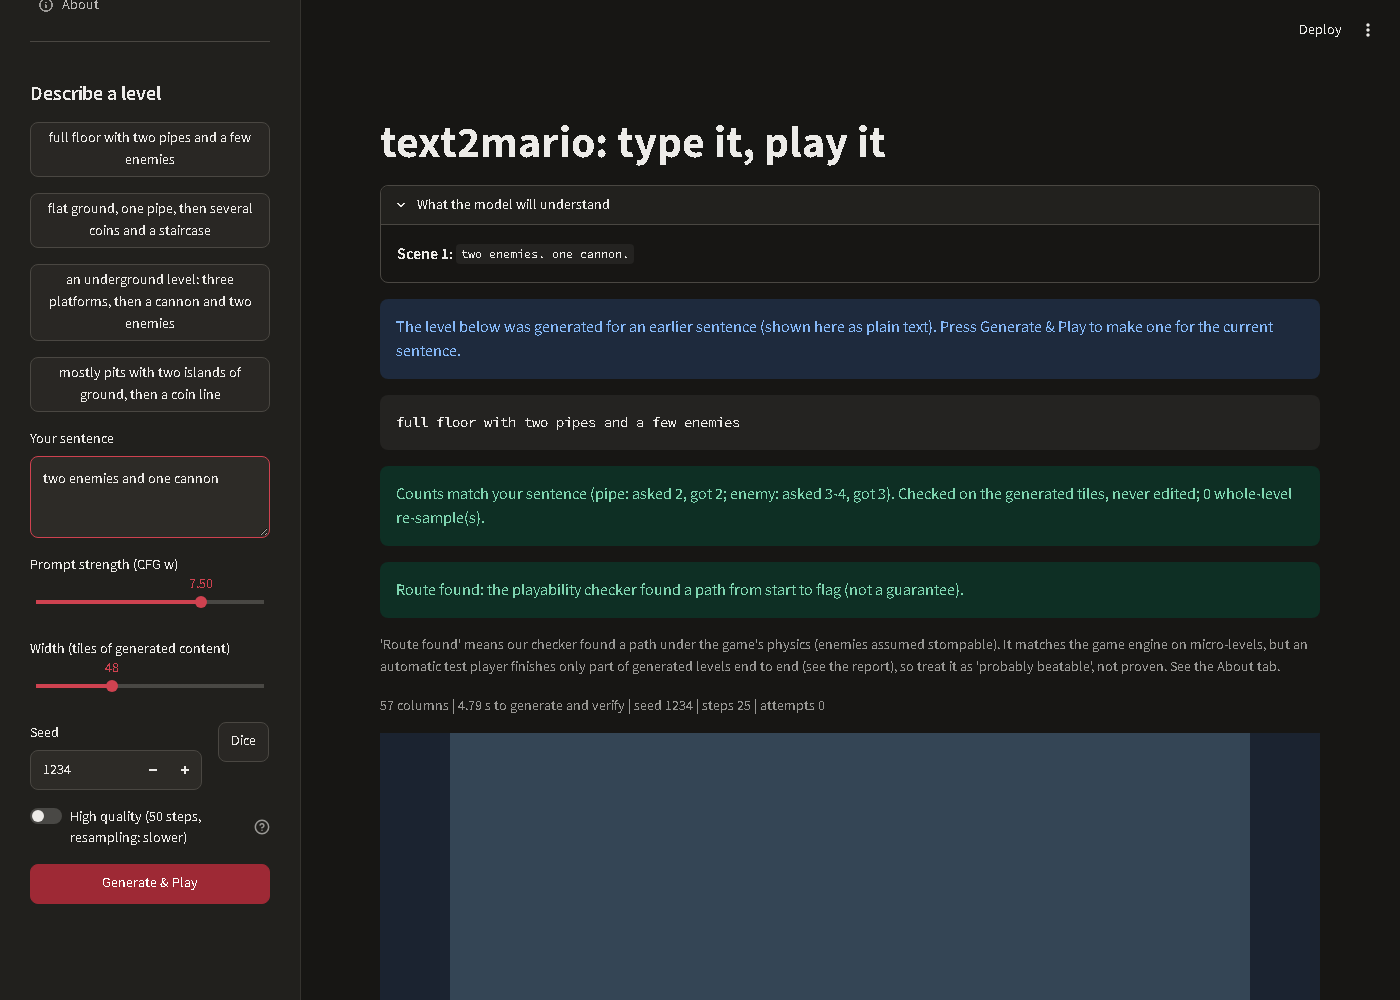 About
Describe a level
full floor with two pipes and a few
enemies
flat ground, one pipe, then several
coins and a staircase
an underground level: three
platforms, then a cannon and two
enemies
mostly pits with two islands of
ground, then a coin line
Your sentence
two enemies and one cannon
Prompt strength (CFG w)
7.50
Width (tiles of generated content)
48
Seed
Dice
1234
High quality (50 steps,
resampling: slower)
Generate & Play
Deploy
text2mario: type it, play it
What the model will understand
Scene 1: two enemies. one cannon.
The level below was generated for an earlier sentence (shown here as plain text). Press Generate & Play to make one for the current
sentence.
full floor with two pipes and a few enemies
Counts match your sentence (pipe: asked 2, got 2; enemy: asked 3-4, got 3). Checked on the generated tiles, never edited; 0 whole-level
re-sample(s).
Route found: the playability checker found a path from start to flag (not a guarantee).
'Route found' means our checker found a path under the game's physics (enemies assumed stompable). It matches the game engine on micro-levels, but an
automatic test player finishes only part of generated levels end to end (see the report), so treat it as 'probably beatable', not proven. See the About tab.
57 columns | 4.79 s to generate and verify | seed 1234 | steps 25 | attempts 0